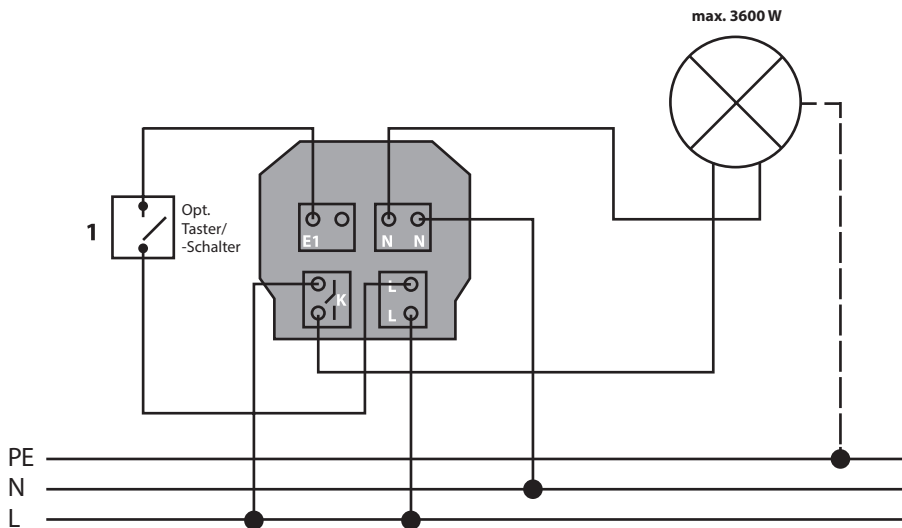 max. 3600 W
1
Opt.
Taster/
-Schalter
E1
N N
K
L
L
PE
N
L